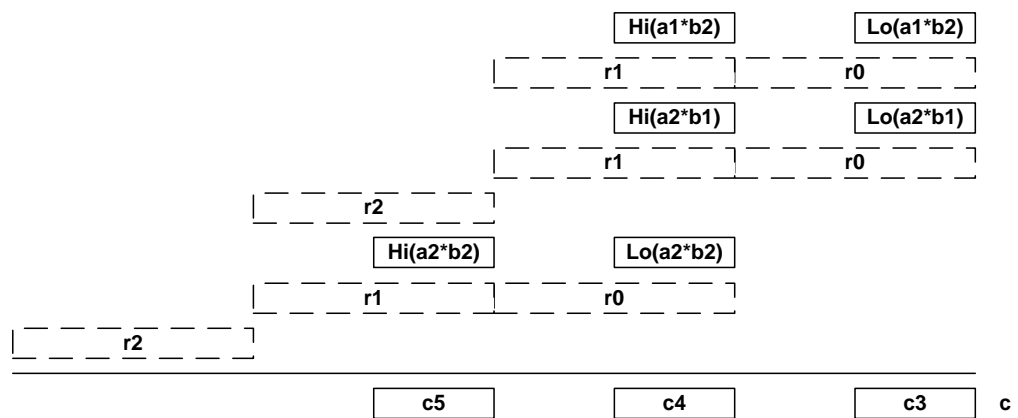 Hi(a1*b2) Lo(a1*b2)
r1 r0
Hi(a2*b1) Lo(a2*b1)
r1 r0
r2
Hi(a2*b2) Lo(a2*b2)
r1 r0
r2
c5 c4 c3 c